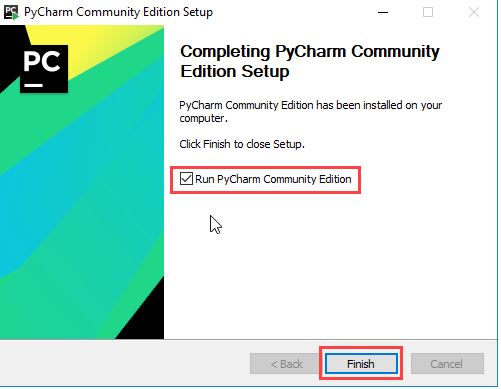 PC PyCharm Community Edition Setup
PC
Completing PyCharm Community
Edition Setup
PyCharm Community Edition has been installed on your
computer.
Click Finish to close Setup.
Run PyCharm Community Edition
< Back Finish Cancel